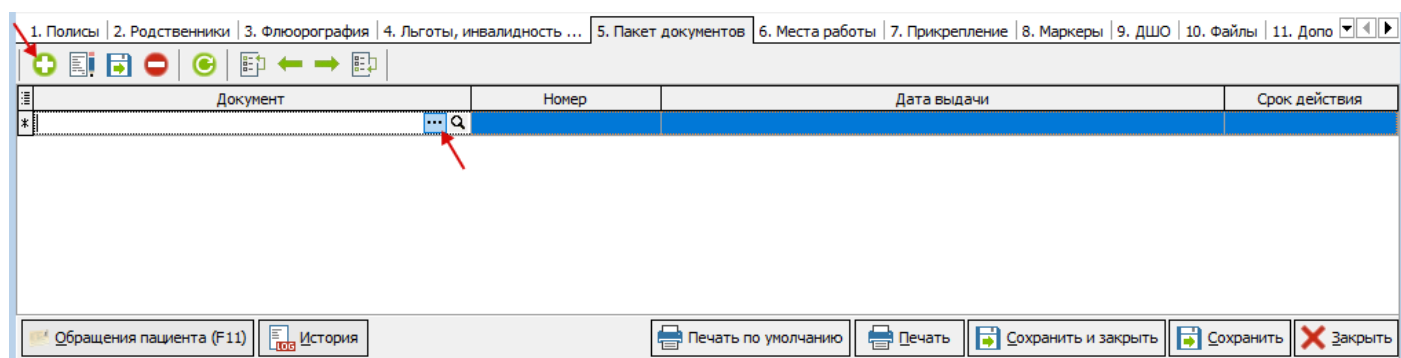 1. Полисы 2. Родственники 3. Флюорография 4. Льготы, инвалидность ... 5. Пакет документов 6. Места работы 7. Прикрепление 8. Маркеры 9. ДШО 10. Файлы 11. Допо
Документ Номер Дата выдачи Срок действия
*
Обращения пациента (F11) LOG История Печать по умолчанию Печать Сохранить и закрыть Сохранить Закрыть